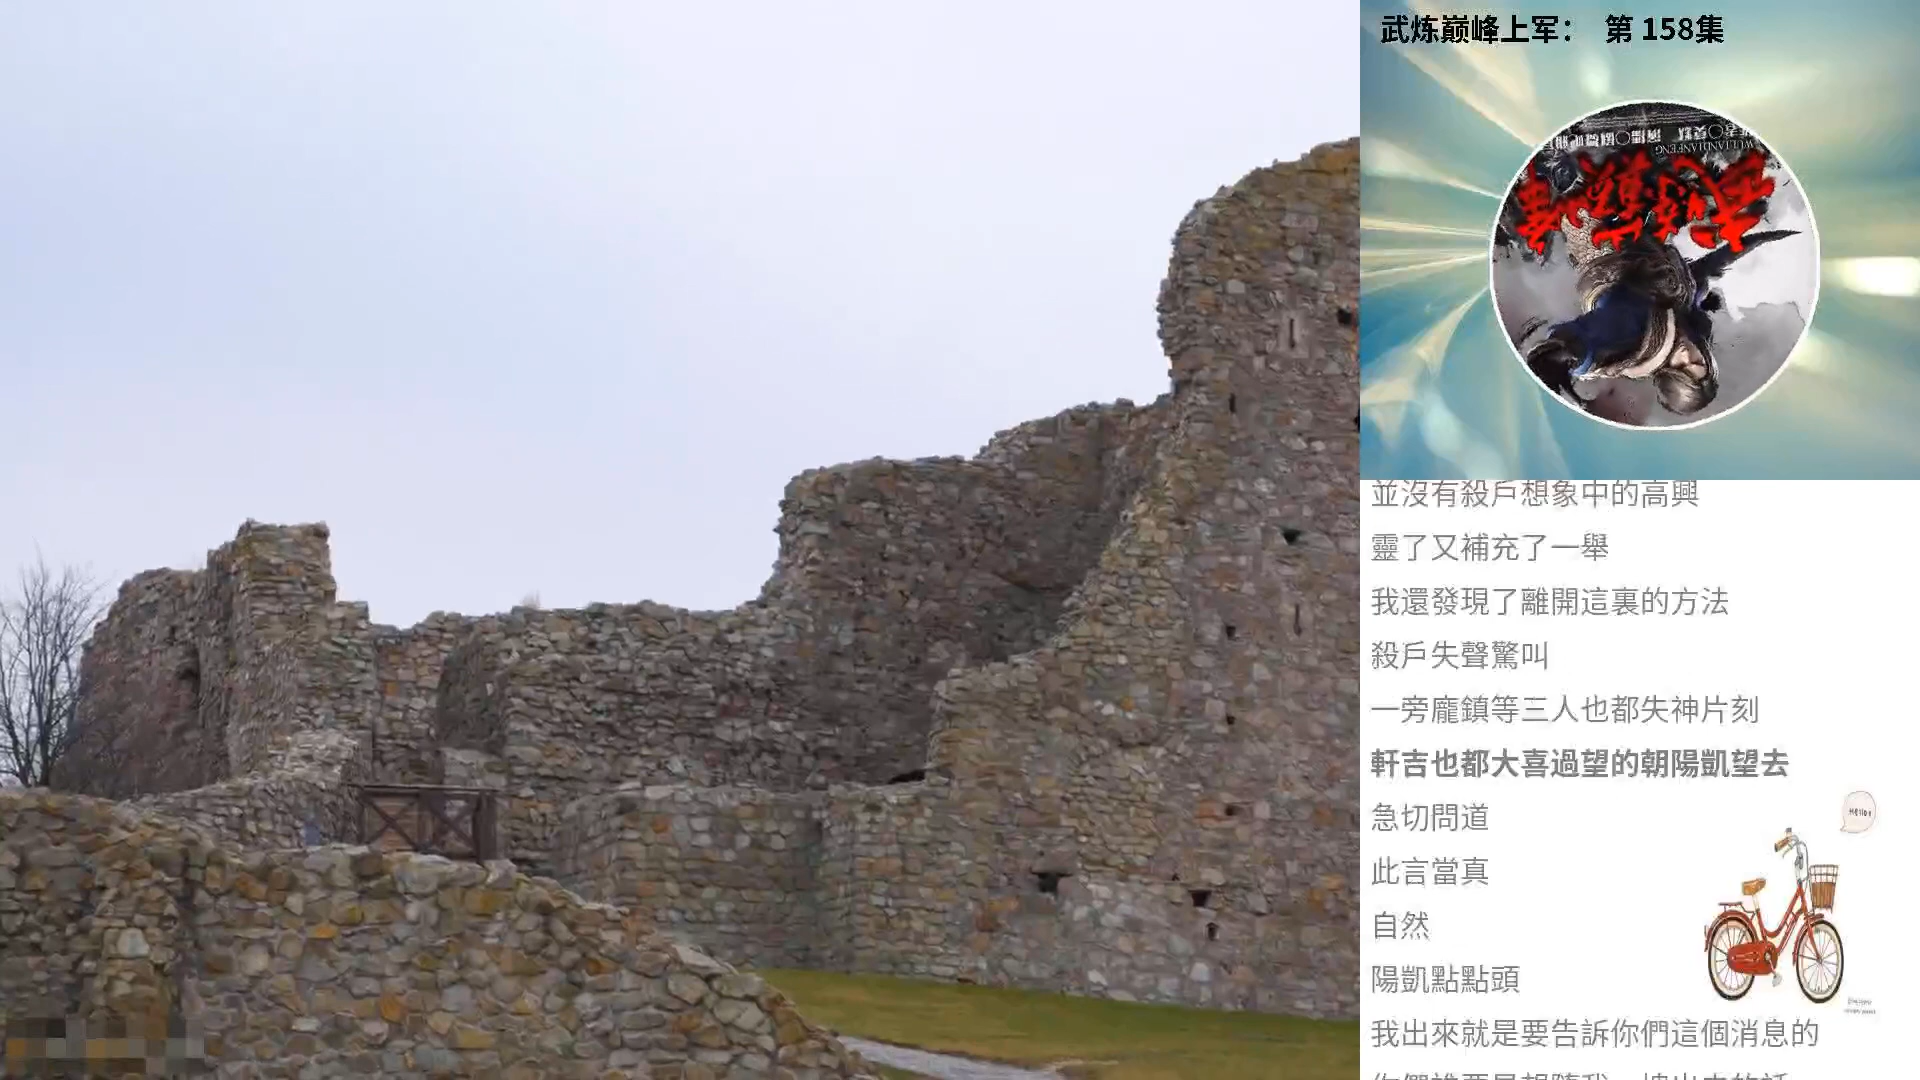 武炼巅峰上军： 第 158集
WULIANDIANFENG
並沒有殺戶想象中的高興
靈了又補充了一舉
我還發現了離開這裏的方法
殺戶失聲驚叫
一旁龐鎮等三人也都失神片刻
軒吉也都大喜過望的朝陽凱望去
急切問道
Hello!
此言當真
自然
陽凱點點頭
我出來就是要告訴你們這個消息的